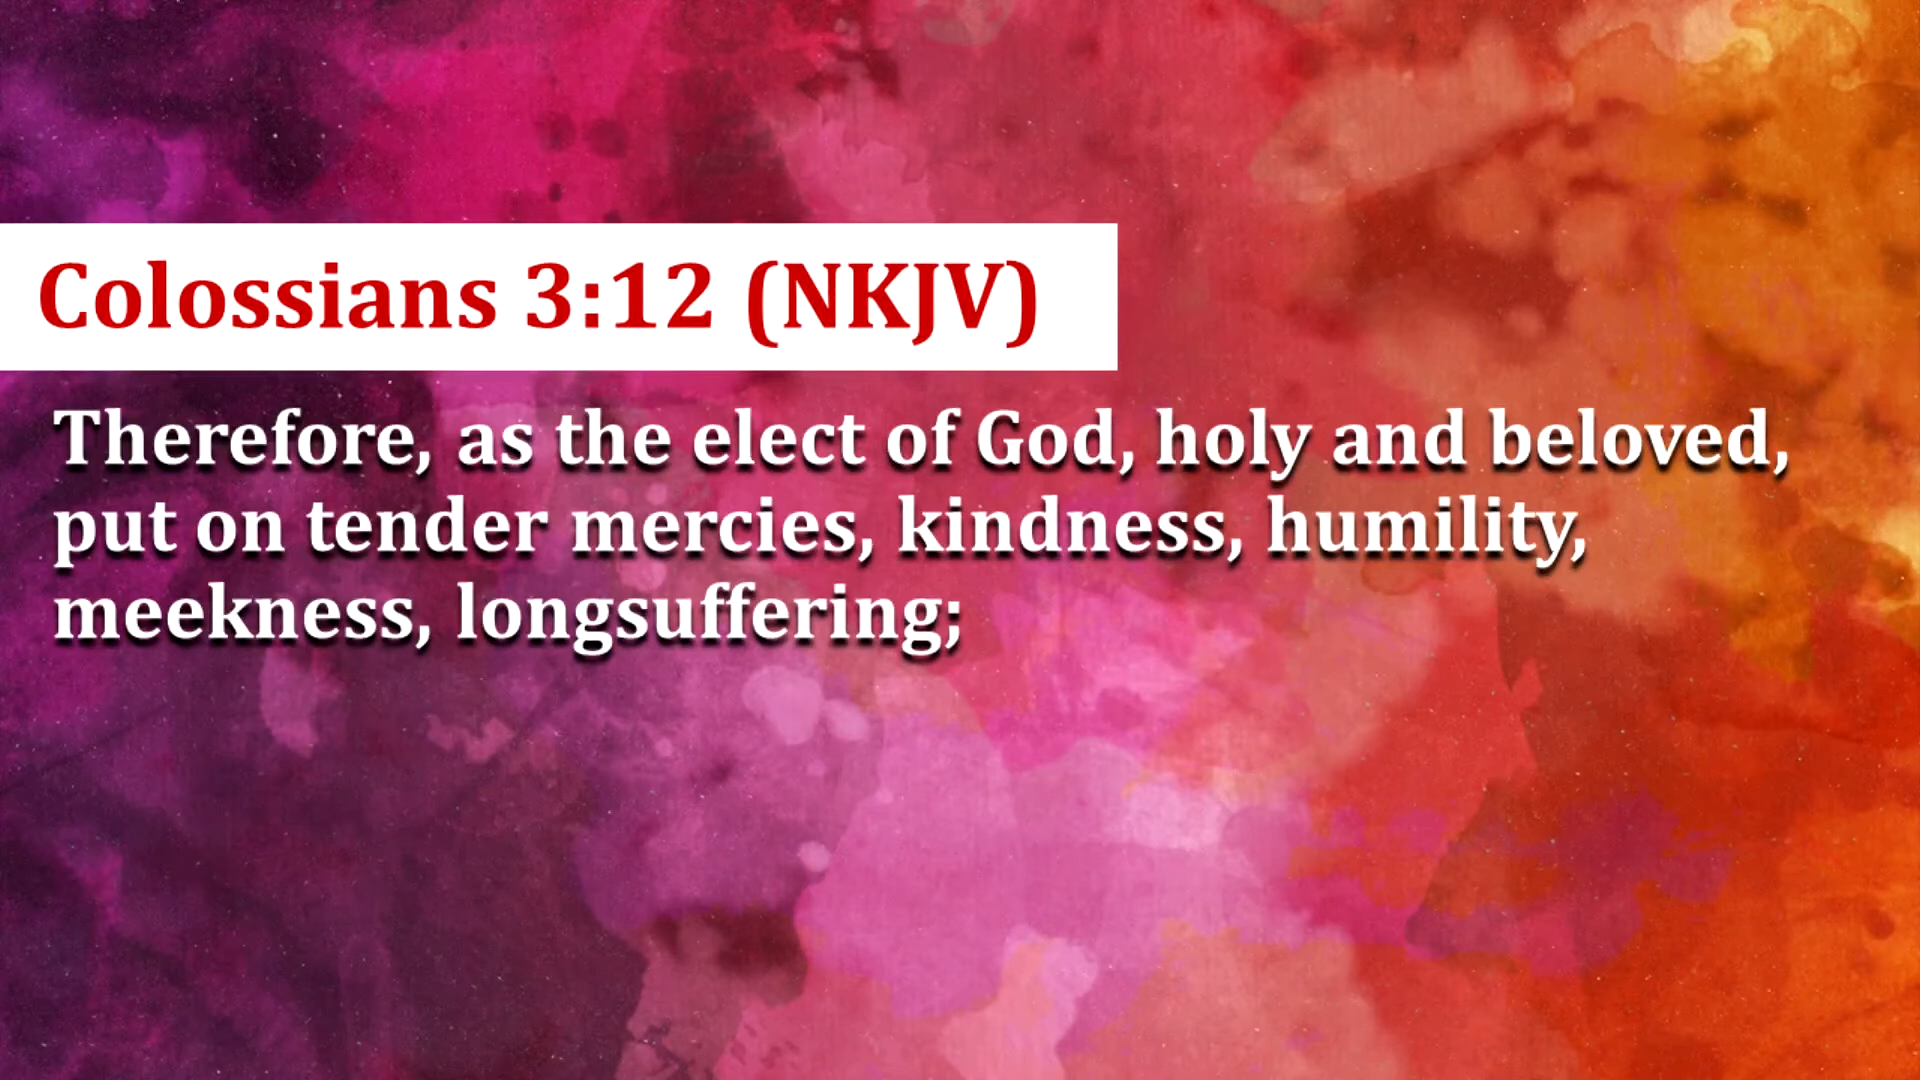 Colossians 3:12 (NKJV)
Therefore, as the elect of God, holy and beloved,
put on tender mercies, kindness, humility,
meekness, longsuffering;